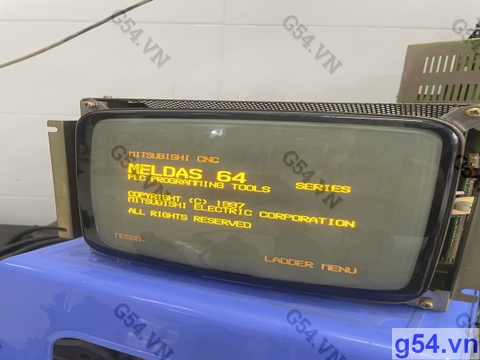 MITSUBISHI CNC
MELDAS 64
PLC PROGRAMMING TOOLS SERIES
COPYRIGHT (C) 1997
MITSUBISHI ELECTRIC CORPORATION
ALL RIGHTS RESERVED
LADDER MENU
G54.VN
G54.VN
G54.VN
G54.VN
G54.VN
g54.vn